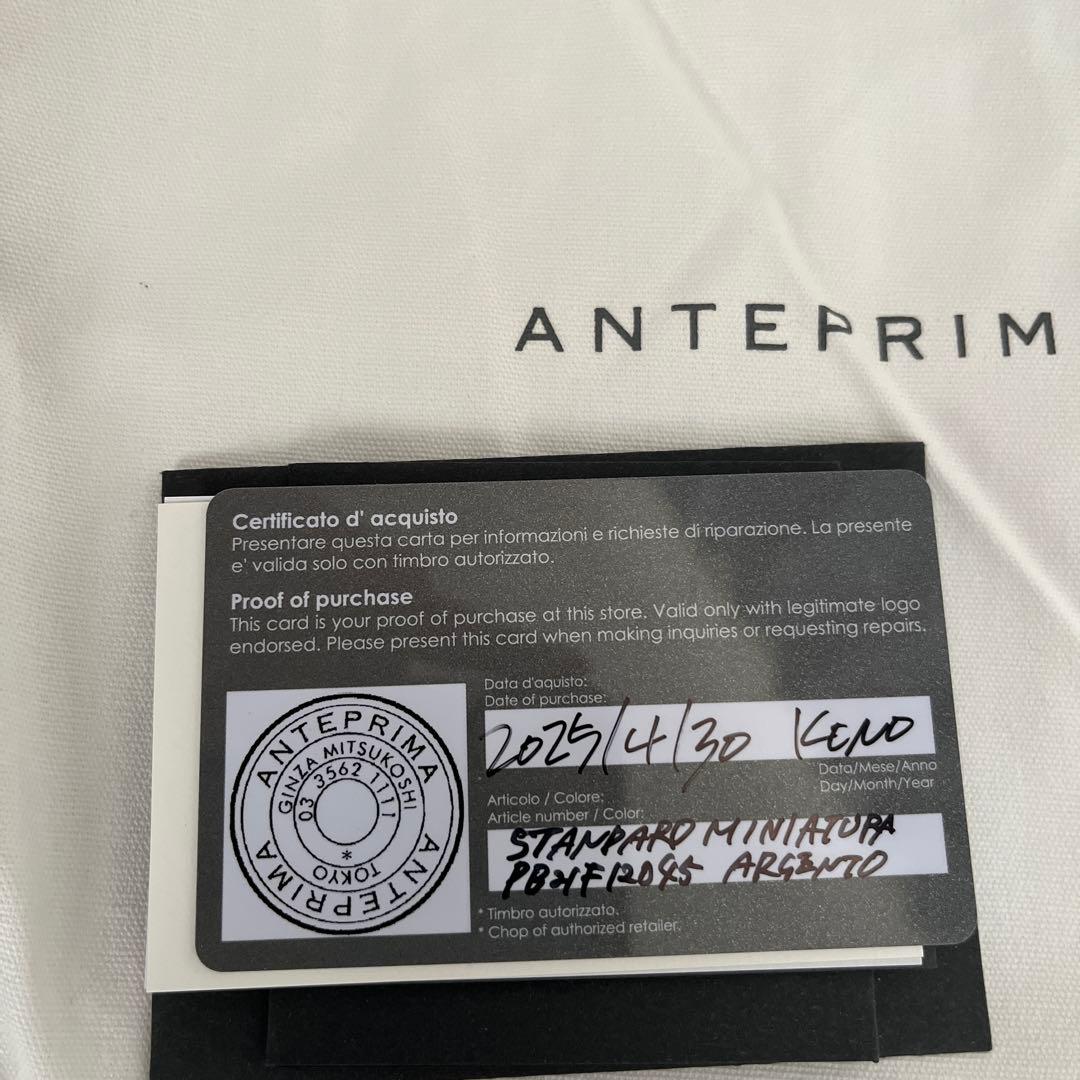 ANTEPRIM
Certificato d' acquisto
Presentare questa carta per informazioni e richieste di riparazione. La presente
e' valida solo con timbro autorizzato.
Proof of purchase
This card is your proof of purchase at this store. Valid only with legitimate logo
endorsed. Please present this card when making inquiries or requesting repairs.
Data d'aquisto:
Date of purchase:
2025/4/30
Data/Mese/Anno
Day/Month/Year
Articolo / Colore:
Article number / Color:
STANDARD MINIATURA
ARGENTO
* Timbro autorizzato.
* Chop of authorized retailer.
ANTEPRIMA
GINZA MITSUKOSHI
03 3562 1111
*
TOKYO
ANTEPRIMA